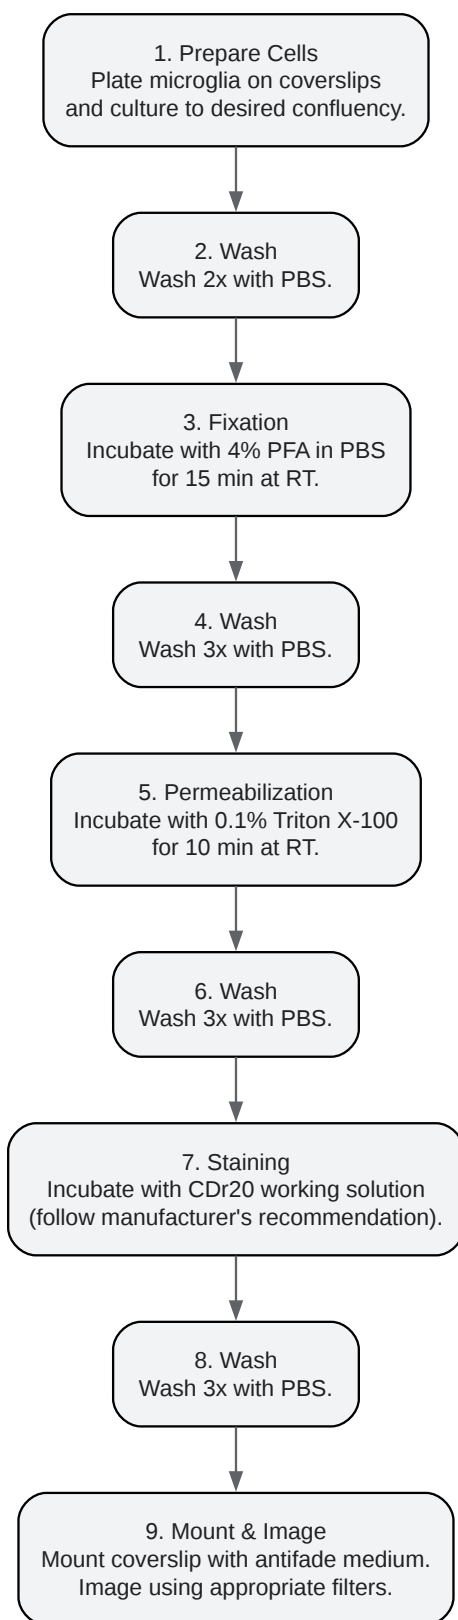 1. Prepare Cells
Plate microglia on coverslips
and culture to desired confluency.
2. Wash
Wash 2x with PBS.
3. Fixation
Incubate with 4% PFA in PBS
for 15 min at RT.
4. Wash
Wash 3x with PBS.
5. Permeabilization
Incubate with 0.1% Triton X-100
for 10 min at RT.
6. Wash
Wash 3x with PBS.
7. Staining
Incubate with CDr20 working solution
(follow manufacturer's recommendation).
8. Wash
Wash 3x with PBS.
9. Mount & Image
Mount coverslip with antifade medium.
Image using appropriate filters.